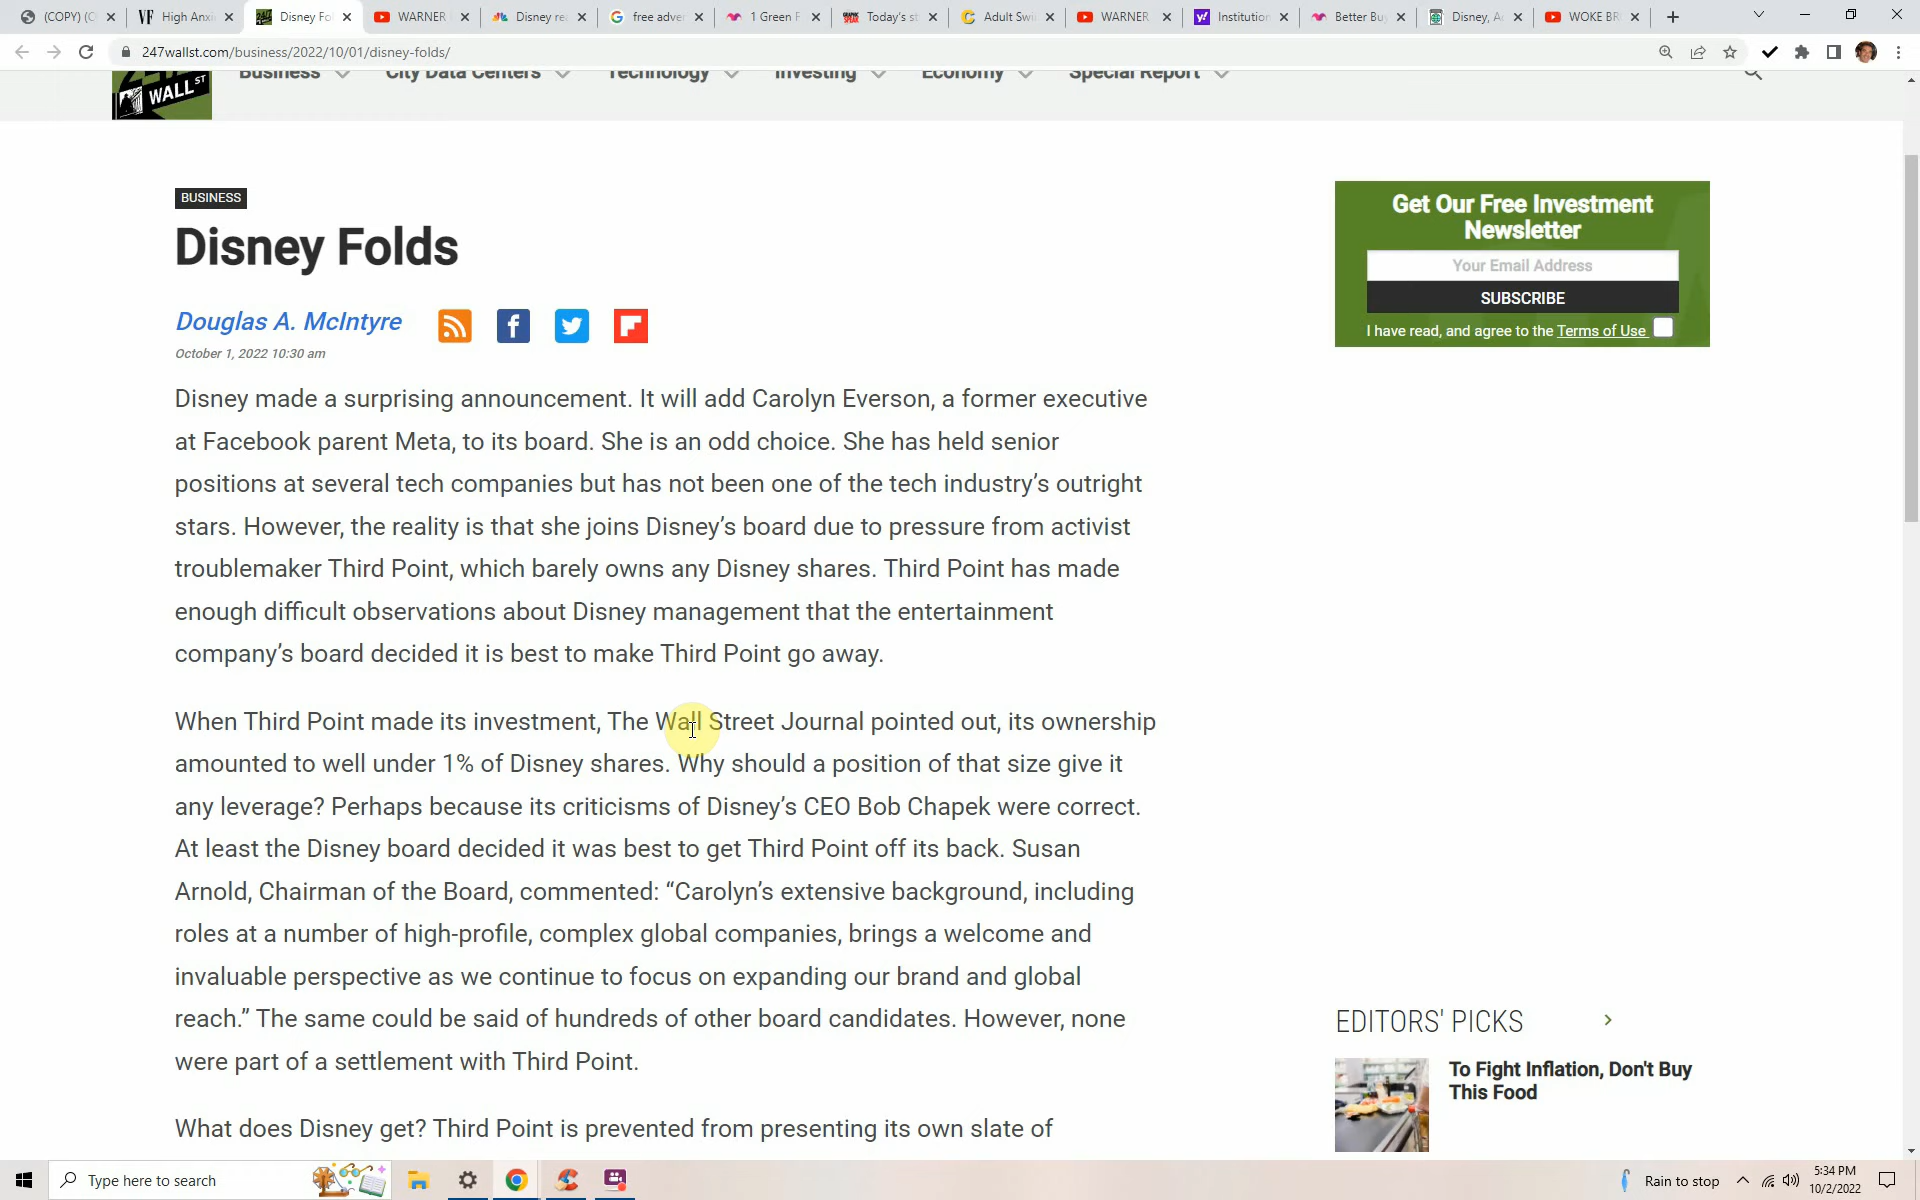 (COPY) (C
High Anxi
Disney Fo
WARNER
Disney re
free adver
1 Green F
Today's st
Adult Swi
WARNER
Institution
Better Bu
Disney, A
WOKE BR
247wallst.com/business/2022/10/01/disney-folds/
WALL ST
Business
City Data Centers
Technology
Investing
Economy
Special Report
BUSINESS
Disney Folds
Douglas A. McIntyre
October 1, 2022 10:30 am
Disney made a surprising announcement. It will add Carolyn Everson, a former executive
at Facebook parent Meta, to its board. She is an odd choice. She has held senior
positions at several tech companies but has not been one of the tech industry’s outright
stars. However, the reality is that she joins Disney’s board due to pressure from activist
troublemaker Third Point, which barely owns any Disney shares. Third Point has made
enough difficult observations about Disney management that the entertainment
company’s board decided it is best to make Third Point go away.
When Third Point made its investment, The Wall Street Journal pointed out, its ownership
amounted to well under 1% of Disney shares. Why should a position of that size give it
any leverage? Perhaps because its criticisms of Disney’s CEO Bob Chapek were correct.
At least the Disney board decided it was best to get Third Point off its back. Susan
Arnold, Chairman of the Board, commented: “Carolyn’s extensive background, including
roles at a number of high-profile, complex global companies, brings a welcome and
invaluable perspective as we continue to focus on expanding our brand and global
reach.” The same could be said of hundreds of other board candidates. However, none
were part of a settlement with Third Point.
What does Disney get? Third Point is prevented from presenting its own slate of
Get Our Free Investment
Newsletter
Your Email Address
SUBSCRIBE
I have read, and agree to the Terms of Use
EDITORS' PICKS
To Fight Inflation, Don't Buy
This Food
Type here to search
Rain to stop
5:34 PM
10/2/2022